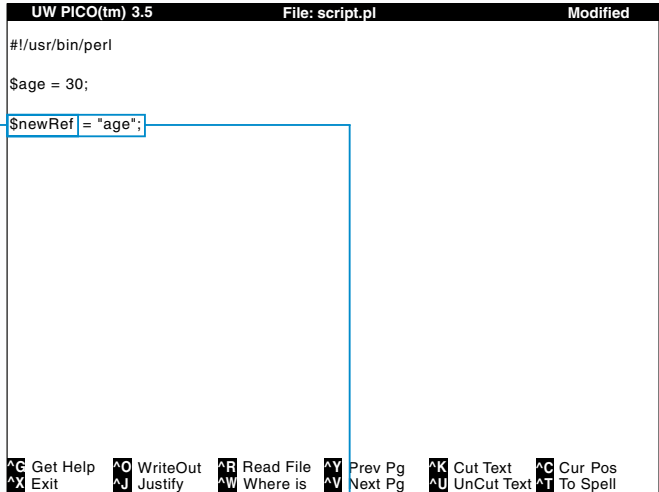 UW PICO(tm) 3.5 File: script.pl Modified
#!/usr/bin/perl
$age = 30;
$newRef = "age";
^G Get Help ^O WriteOut ^R Read File ^Y Prev Pg ^K Cut Text ^C Cur Pos
^X Exit ^J Justify ^W Where is ^V Next Pg ^U UnCut Text ^T To Spell